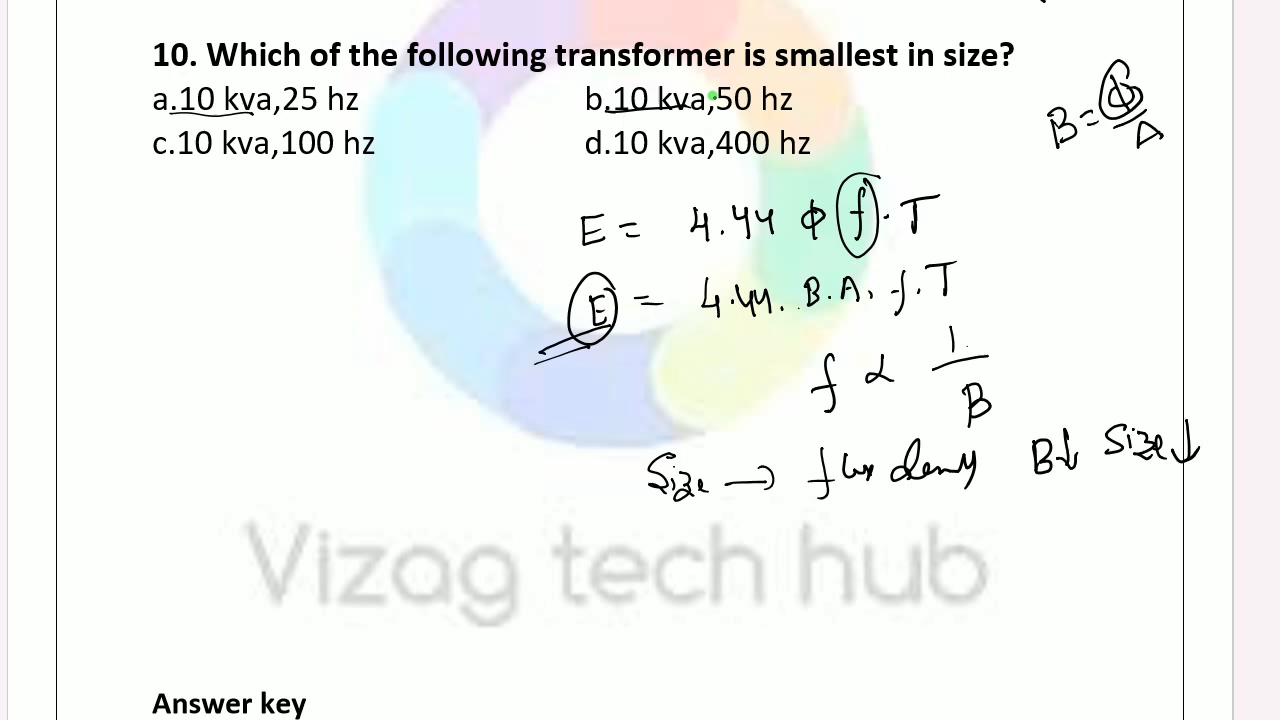 10. Which of the following transformer is smallest in size?
a.10 kva,25 hz b.10 kva,50 hz
c.10 kva,100 hz d.10 kva,400 hz
B = Φ/A
E = 4.44 Φ f . T
E = 4.44. B.A. f.T
f ∝ 1/B
Size → flux density B↓ Size↓
Vizag tech hub
Answer key